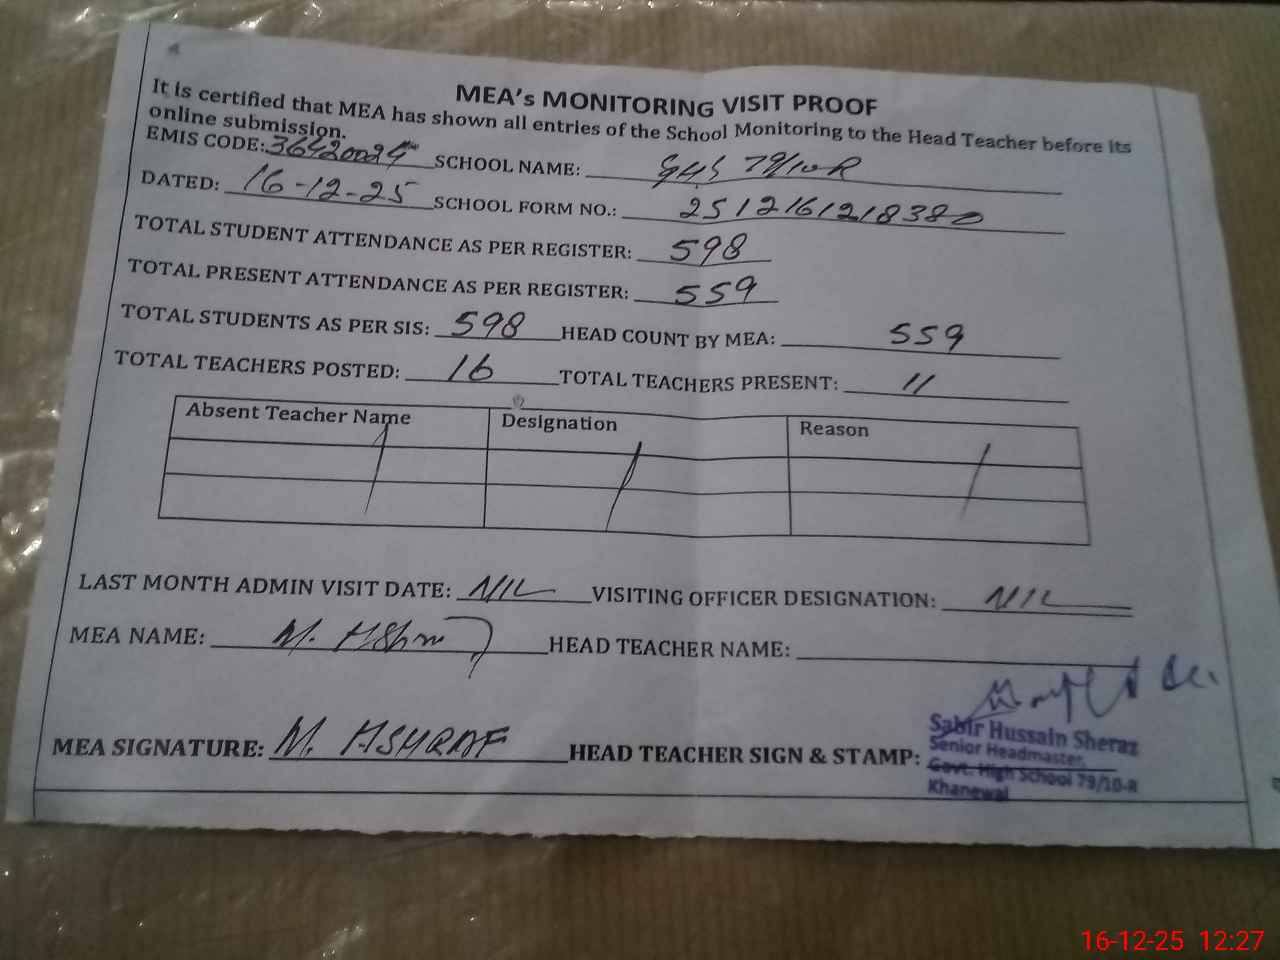 MEA's MONITORING VISIT PROOF
It is certified that MEA has shown all entries of the School Monitoring to the Head Teacher before its
online submission.
EMIS CODE: 36420024 SCHOOL NAME: GHS 79/10-R
DATED: 16-12-25 SCHOOL FORM NO.: 2512161218380
TOTAL STUDENT ATTENDANCE AS PER REGISTER: 598
TOTAL PRESENT ATTENDANCE AS PER REGISTER: 559
TOTAL STUDENTS AS PER SIS: 598 HEAD COUNT BY MEA: 559
TOTAL TEACHERS POSTED: 16 TOTAL TEACHERS PRESENT: 11
Absent Teacher Name Designation Reason
LAST MONTH ADMIN VISIT DATE: NIL VISITING OFFICER DESIGNATION: NIL
MEA NAME: M. HEAD TEACHER NAME:
MEA SIGNATURE: M. ASHRAF HEAD TEACHER SIGN & STAMP:
Sabir Hussain Sheraz
Senior Headmaster,
Govt. High School 79/10-R
Khanewal
16-12-25 12:27